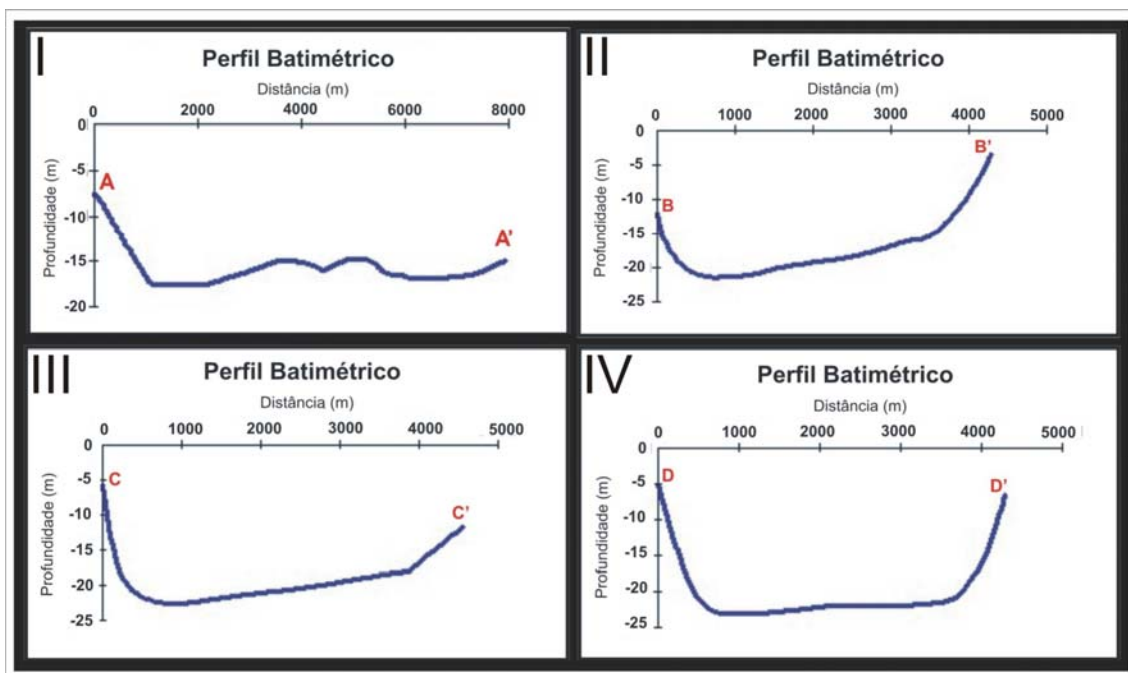 I
Perfil Batimétrico
Distância (m)
0 2000 4000 6000 8000
0
-5
-10
-15
-20
Profundidade (m)
A
A'
II
Perfil Batimétrico
Distância (m)
0 1000 2000 3000 4000 5000
0
-5
-10
-15
-20
-25
Profundidade (m)
B
B'
III
Perfil Batimétrico
Distância (m)
0 1000 2000 3000 4000 5000
0
-5
-10
-15
-20
-25
Profundidade (m)
C
C'
IV
Perfil Batimétrico
Distância (m)
0 1000 2000 3000 4000 5000
0
-5
-10
-15
-20
-25
Profundidade (m)
D
D'